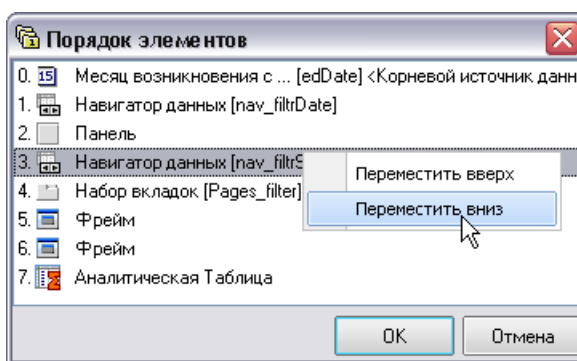 Порядок элементов
0. 15 Месяц возникновения с ... [edDate] <Корневой источник данн
1. Навигатор данных [nav_filtrDate]
2. Панель
3. Навигатор данных [nav_filtr
Переместить вверх
4. Набор вкладок [Pages_filter]
Переместить вниз
5. Фрейм
6. Фрейм
7. Аналитическая Таблица
OK
Отмена